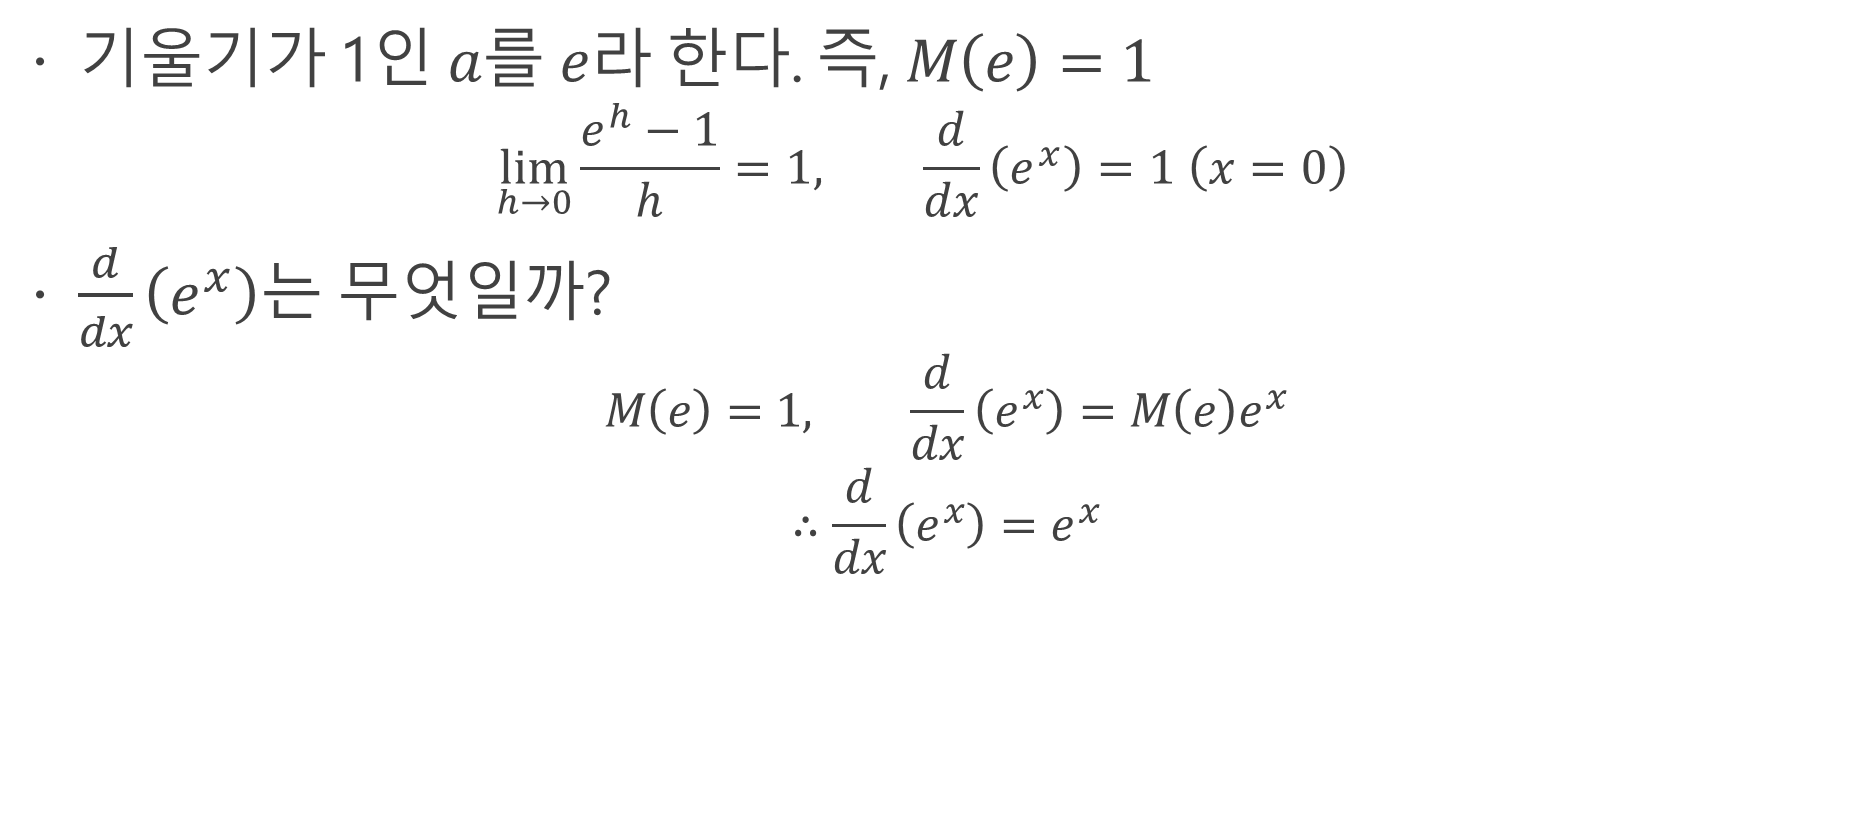 · 기울기가 1인 a를 e라 한다. 즉, M(e) = 1
lim_{h→0} (e^h − 1)/h = 1,  d/dx (e^x) = 1 (x = 0)
· d/dx (e^x)는 무엇일까?
M(e) = 1,  d/dx (e^x) = M(e)e^x
∴ d/dx (e^x) = e^x